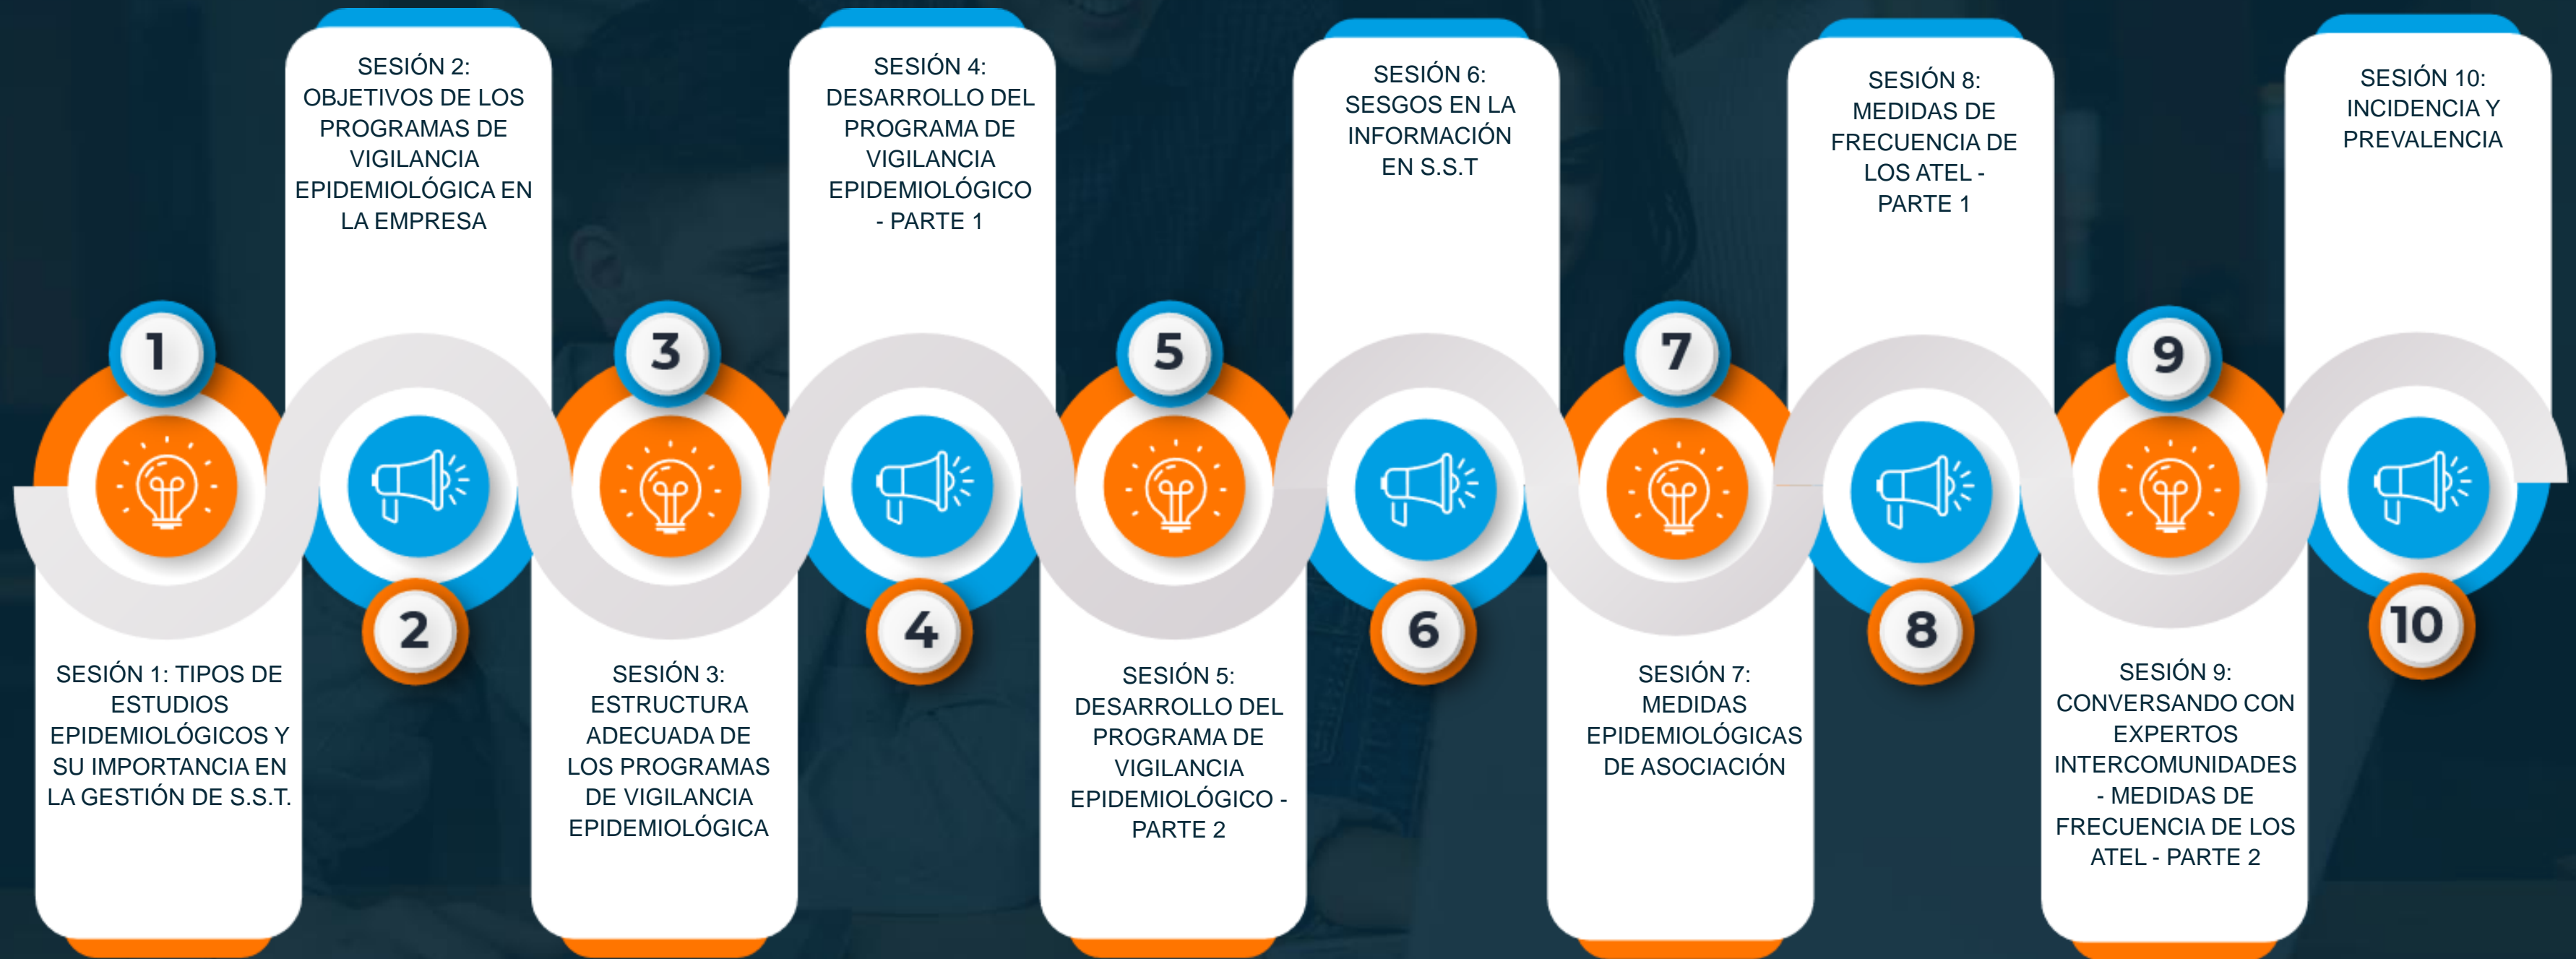 SESIÓN 1: TIPOS DE
ESTUDIOS
EPIDEMIOLÓGICOS Y
SU IMPORTANCIA EN
LA GESTIÓN DE S.S.T.
1
SESIÓN 2:
OBJETIVOS DE LOS
PROGRAMAS DE
VIGILANCIA
EPIDEMIOLÓGICA EN
LA EMPRESA
2
SESIÓN 3:
ESTRUCTURA
ADECUADA DE
LOS PROGRAMAS
DE VIGILANCIA
EPIDEMIOLÓGICA
3
SESIÓN 4:
DESARROLLO DEL
PROGRAMA DE
VIGILANCIA
EPIDEMIOLÓGICO
- PARTE 1
4
SESIÓN 5:
DESARROLLO DEL
PROGRAMA DE
VIGILANCIA
EPIDEMIOLÓGICO -
PARTE 2
5
SESIÓN 6:
SESGOS EN LA
INFORMACIÓN
EN S.S.T
6
SESIÓN 7:
MEDIDAS
EPIDEMIOLÓGICAS
DE ASOCIACIÓN
7
SESIÓN 8:
MEDIDAS DE
FRECUENCIA DE
LOS ATEL -
PARTE 1
8
SESIÓN 9:
CONVERSANDO CON
EXPERTOS
INTERCOMUNIDADES
- MEDIDAS DE
FRECUENCIA DE LOS
ATEL - PARTE 2
9
SESIÓN 10:
INCIDENCIA Y
PREVALENCIA
10